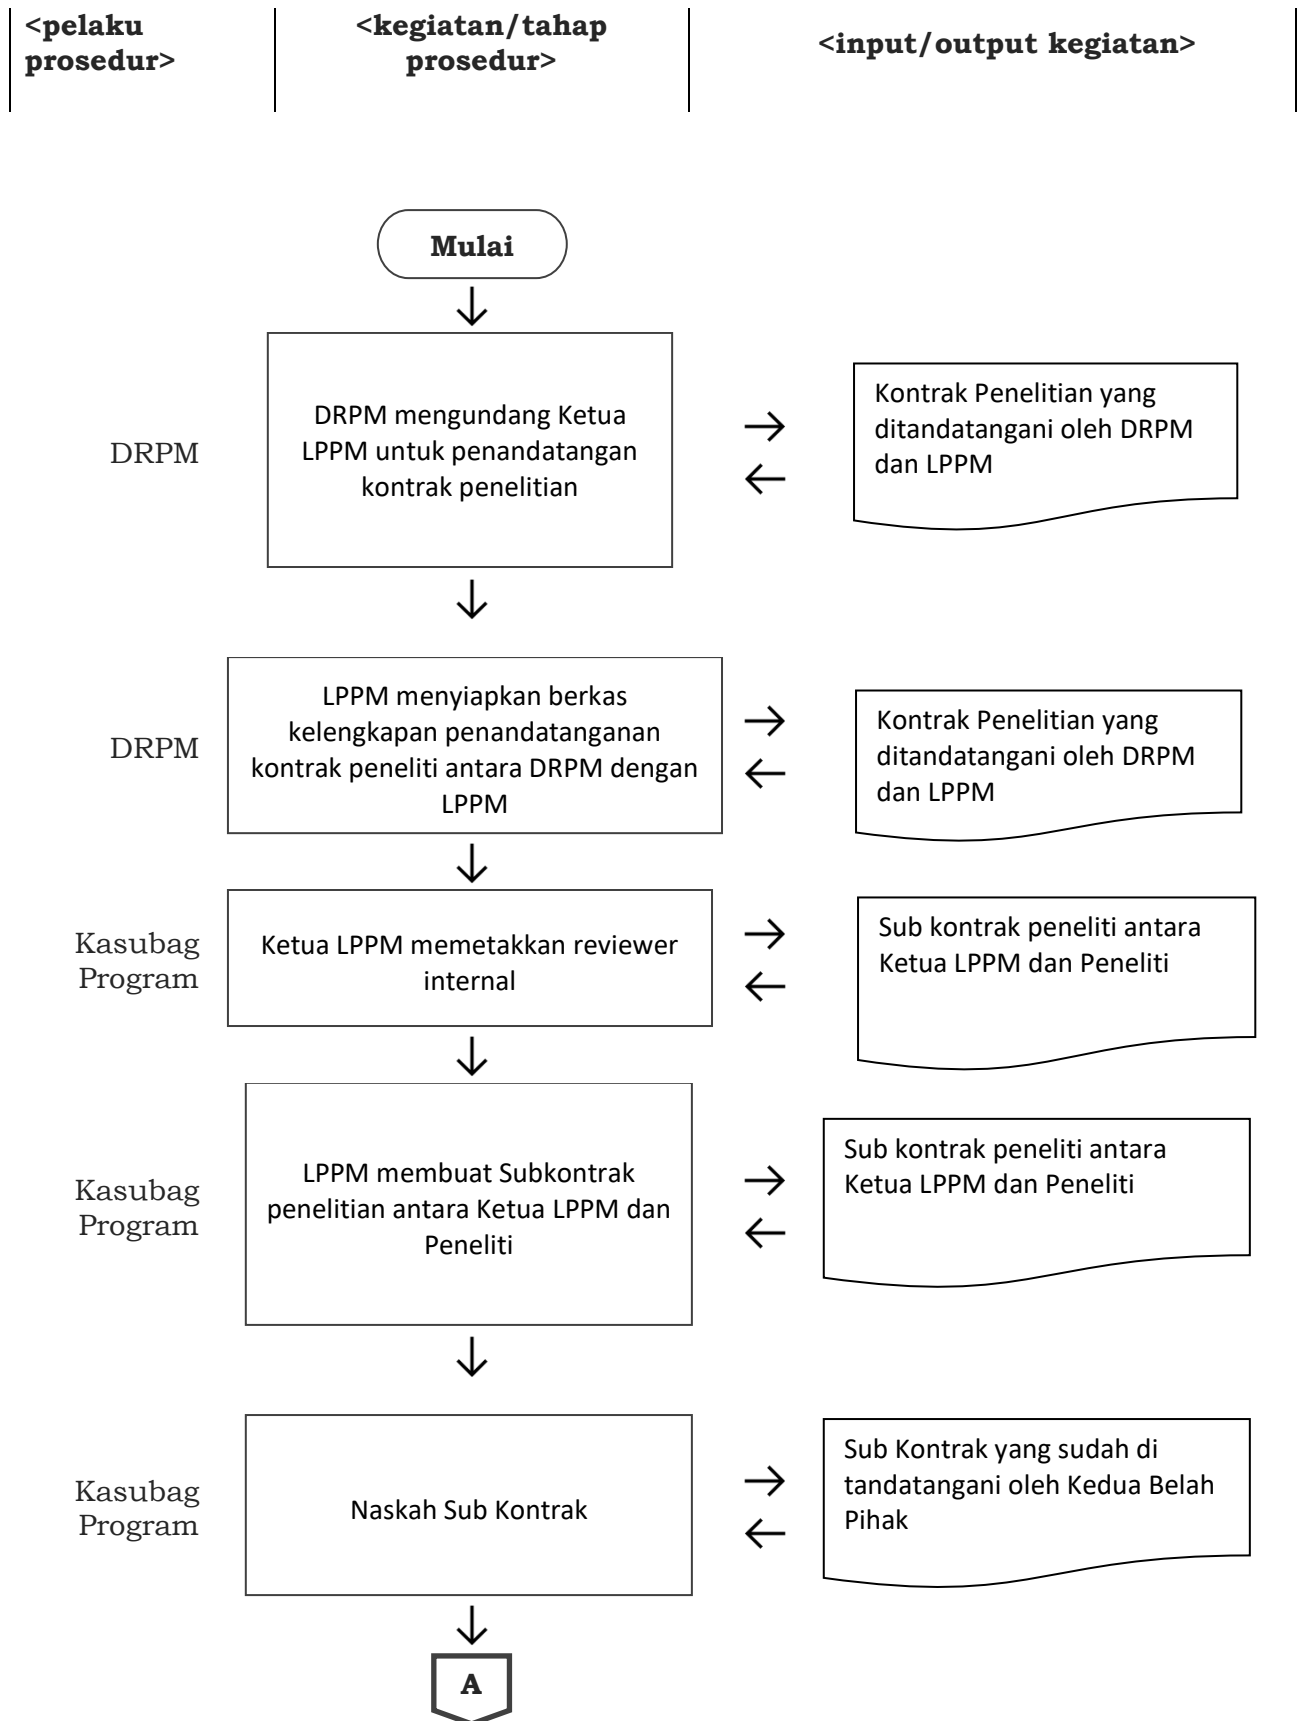 <pelaku
prosedur>
<kegiatan/tahap
prosedur>
<input/output kegiatan>
Mulai
DRPM
DRPM mengundang Ketua
LPPM untuk penandatangan
kontrak penelitian
Kontrak Penelitian yang
ditandatangani oleh DRPM
dan LPPM
DRPM
LPPM menyiapkan berkas
kelengkapan penandatanganan
kontrak peneliti antara DRPM dengan
LPPM
Kontrak Penelitian yang
ditandatangani oleh DRPM
dan LPPM
Kasubag
Program
Ketua LPPM memetakkan reviewer
internal
Sub kontrak peneliti antara
Ketua LPPM dan Peneliti
Kasubag
Program
LPPM membuat Subkontrak
penelitian antara Ketua LPPM dan
Peneliti
Sub kontrak peneliti antara
Ketua LPPM dan Peneliti
Kasubag
Program
Naskah Sub Kontrak
Sub Kontrak yang sudah di
tandatangani oleh Kedua Belah
Pihak
A